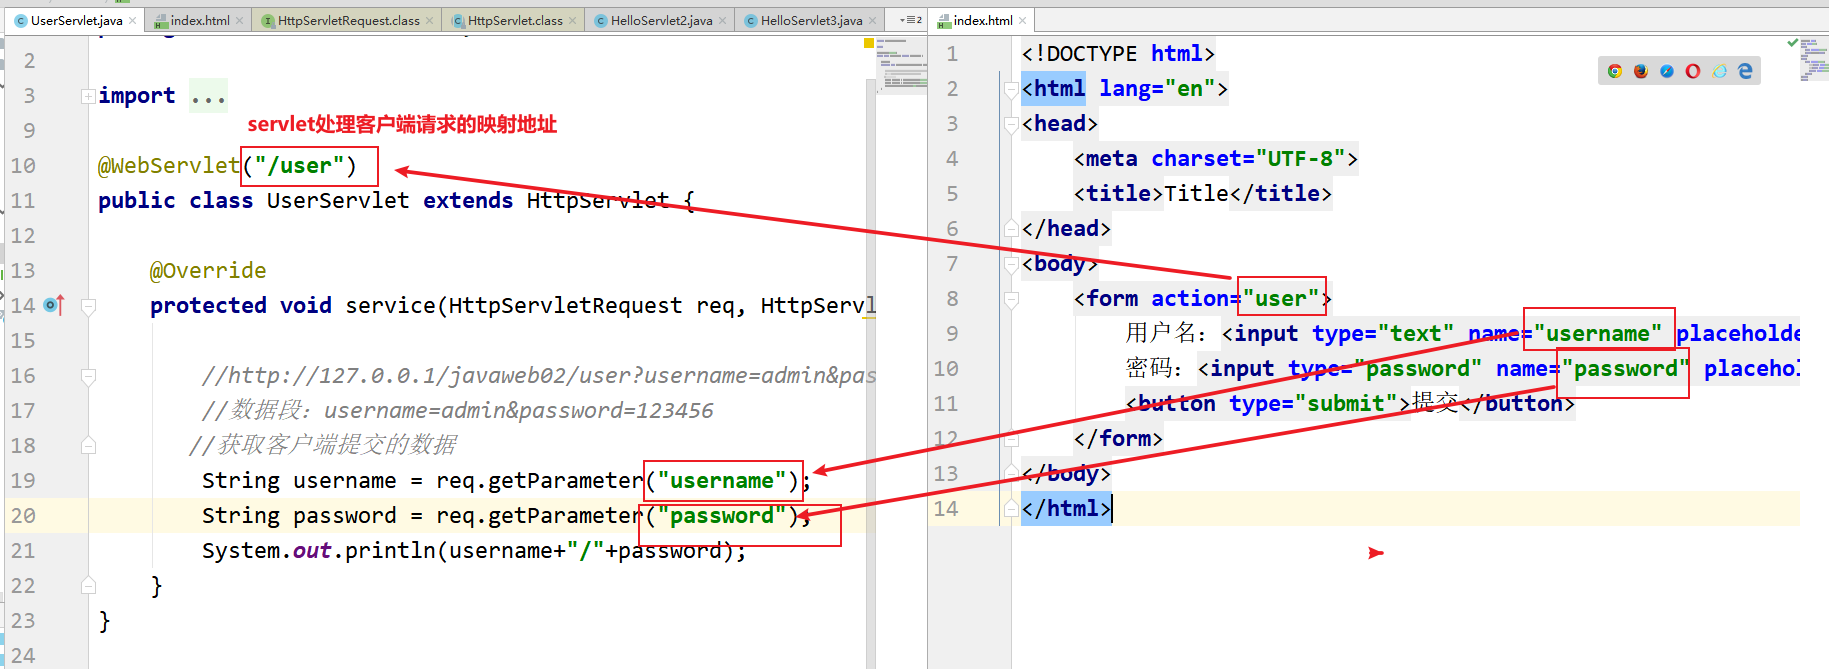 UserServlet.java
index.html
HttpServletRequest.class
HttpServlet.class
HelloServlet2.java
HelloServlet3.java
2
index.html
2
3 import ...
9
servlet处理客户端请求的映射地址
10 @WebServlet("/user")
11 public class UserServlet extends HttpServlet {
12
13 @Override
14 protected void service(HttpServletRequest req, HttpServl
15
16 //http://127.0.0.1/javaweb02/user?username=admin&pas
17 //数据段：username=admin&password=123456
18 //获取客户端提交的数据
19 String username = req.getParameter("username");
20 String password = req.getParameter("password");
21 System.out.println(username+"/"+password);
22 }
23 }
24
1 <!DOCTYPE html>
2 <html lang="en">
3 <head>
4 <meta charset="UTF-8">
5 <title>Title</title>
6 </head>
7 <body>
8 <form action="user">
9 用户名：<input type="text" name="username" placeholde
10 密码：<input type="password" name="password" placehol
11 <button type="submit">提交</button>
12 </form>
13 </body>
14 </html>